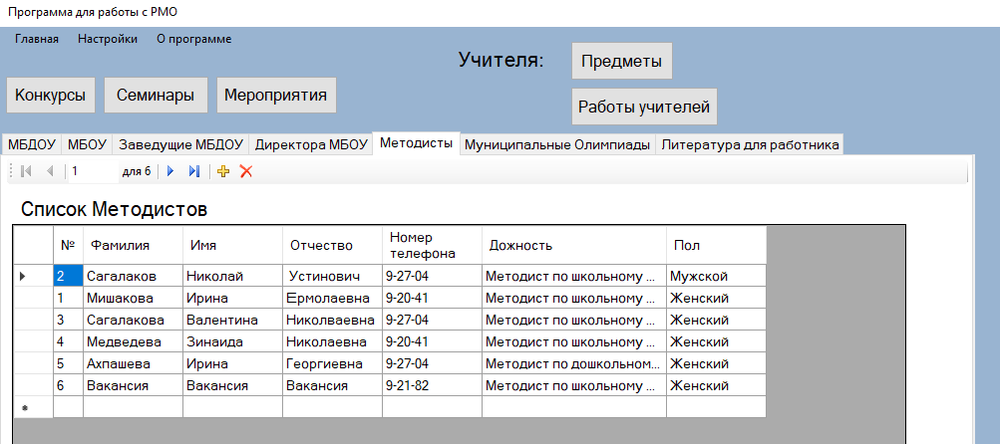 Программа для работы с РМО
Главная Настройки О программе
Учителя: Предметы
Конкурсы Семинары Мероприятия
Работы учителей
МБДОУ МБОУ Заведущие МБДОУ Директора МБОУ Методисты Муниципальные Олимпиады Литература для работника
1 для 6
Список Методистов
№ Фамилия Имя Отчество Номер телефона Дожность Пол
2 Сагалаков Николай Устинович 9-27-04 Методист по школьному ... Мужской
1 Мишакова Ирина Ермолаевна 9-20-41 Методист по школьному ... Женский
3 Сагалакова Валентина Николваевна 9-27-04 Методист по школьному ... Женский
4 Медведева Зинаида Николаевна 9-20-41 Методист по школьному ... Женский
5 Ахпашева Ирина Георгиевна 9-27-04 Методист по дошкольном... Женский
6 Вакансия Вакансия Вакансия 9-21-82 Методист по школьному ... Женский